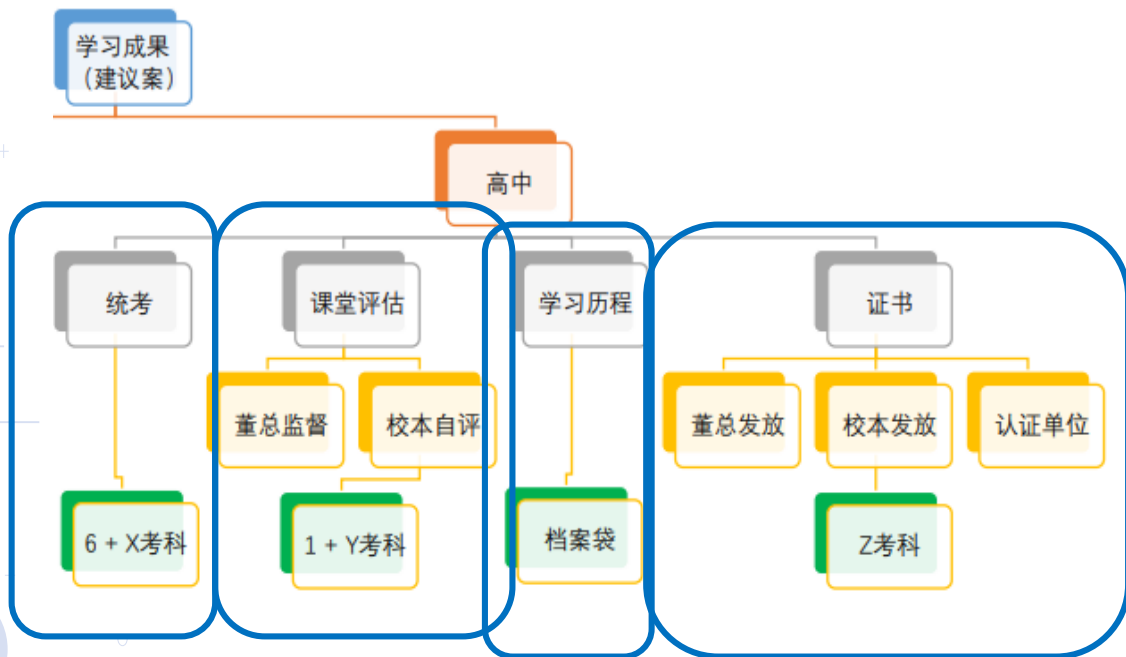 学习成果
（建议案）
高中
统考
课堂评估
学习历程
证书
董总监督
校本自评
董总发放
校本发放
认证单位
6 + X考科
1 + Y考科
档案袋
Z考科